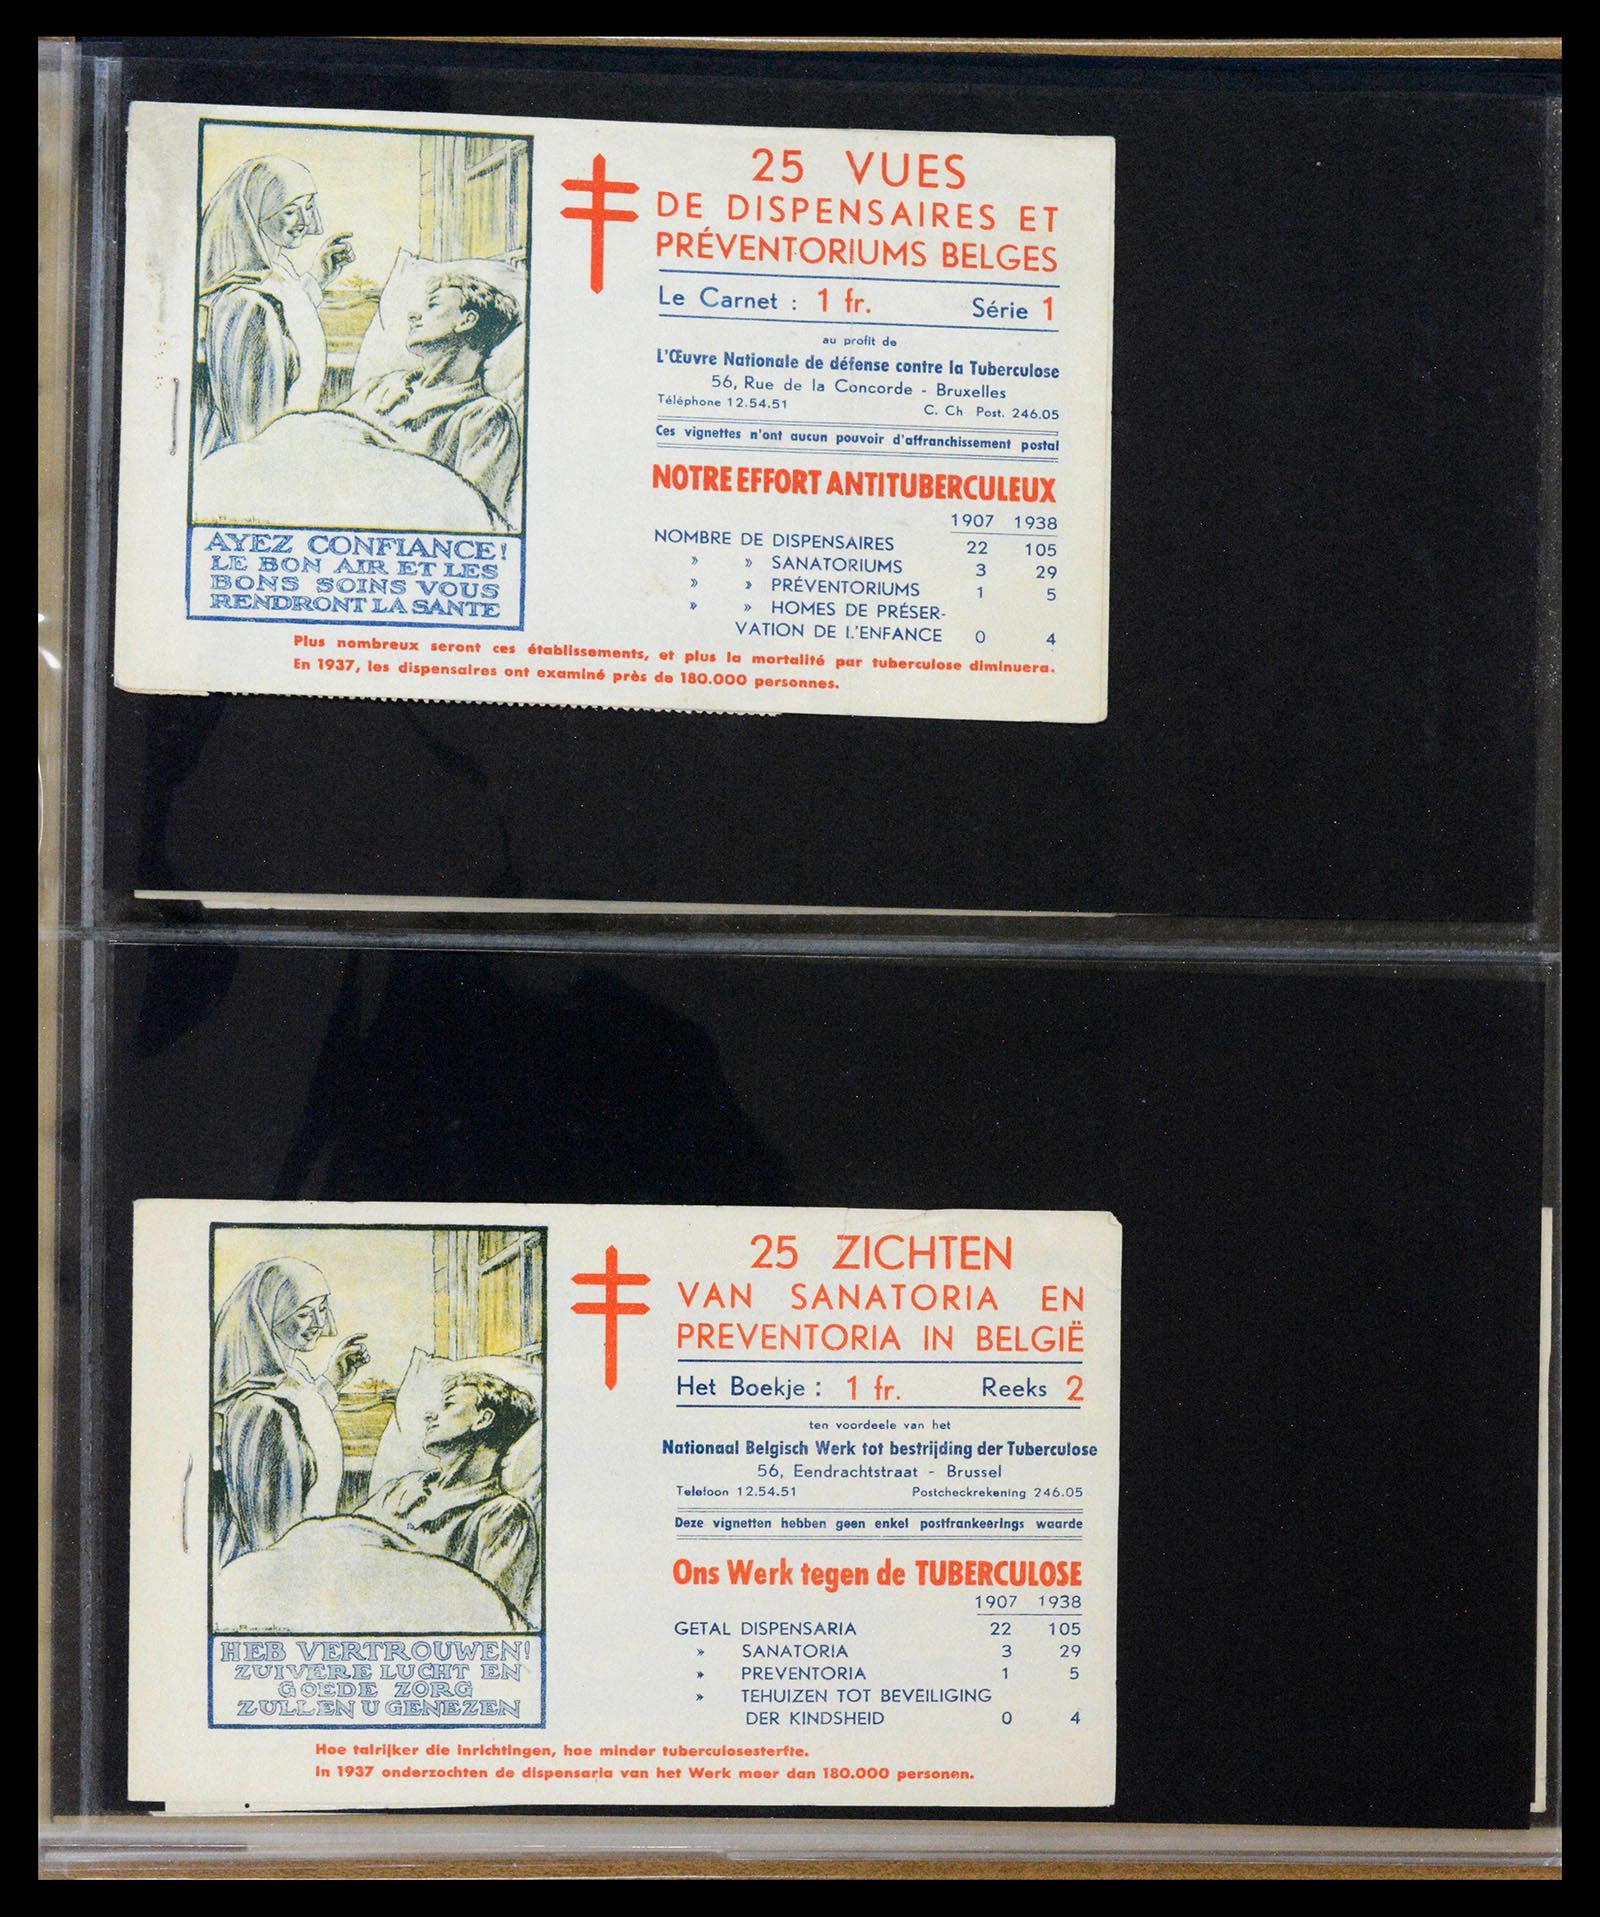 25 VUES
DE DISPENSAIRES ET
PRÉVENTORIUMS BELGES
Le Carnet : 1 fr. Série 1
au profit de
L'Œuvre Nationale de défense contre la Tuberculose
56, Rue de la Concorde - Bruxelles
Téléphone 12.54.51 C. Ch Post. 246.05
Ces vignettes n'ont aucun pouvoir d'affranchissement postal
NOTRE EFFORT ANTITUBERCULEUX
1907 1938
NOMBRE DE DISPENSAIRES 22 105
» » SANATORIUMS 3 29
» » PRÉVENTORIUMS 1 5
» » HOMES DE PRÉSER-
VATION DE L'ENFANCE 0 4
AYEZ CONFIANCE!
LE BON AIR ET LES
BONS SOINS VOUS
RENDRONT LA SANTE
Plus nombreux seront ces établissements, et plus la mortalité par tuberculose diminuera.
En 1937, les dispensaires ont examiné près de 180.000 personnes.
25 ZICHTEN
VAN SANATORIA EN
PREVENTORIA IN BELGIË
Het Boekje : 1 fr. Reeks 2
ten voordeele van het
Nationaal Belgisch Werk tot bestrijding der Tuberculose
56, Eendrachtstraat - Brussel
Telefoon 12.54.51 Postcheckrekening 246.05
Deze vignetten hebben geen enkel postfrankeerings waarde
Ons Werk tegen de TUBERCULOSE
1907 1938
GETAL DISPENSARIA 22 105
» SANATORIA 3 29
» PREVENTORIA 1 5
» TEHUIZEN TOT BEVEILIGING
DER KINDSHEID 0 4
HEB VERTROUWEN!
ZUIVERE LUCHT EN
GOEDE ZORG
ZULLEN U GENEZEN
Hoe talrijker die inrichtingen, hoe minder tuberculosesterfte.
In 1937 onderzochten de dispensaria van het Werk meer dan 180.000 personen.